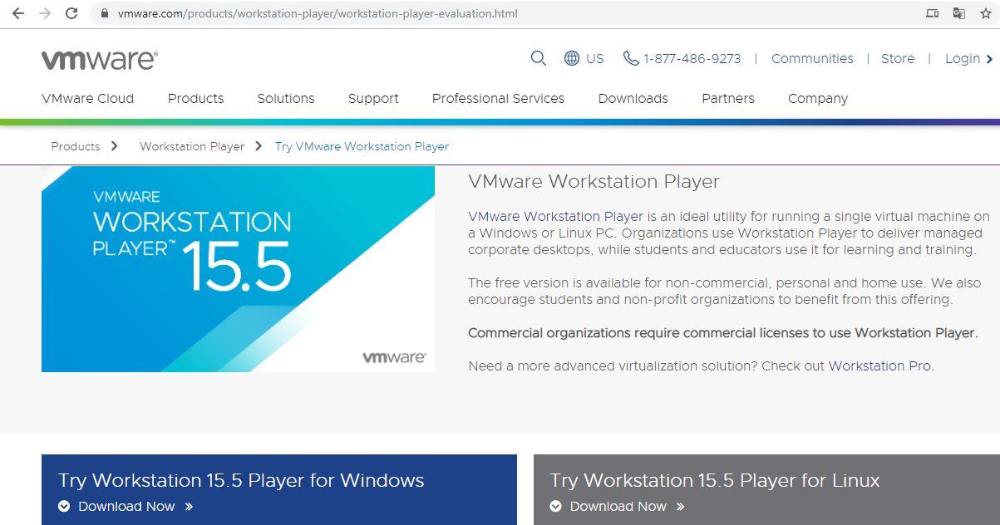 vmware.com/products/workstation-player/workstation-player-evaluation.html
vmware®
US 1-877-486-9273 | Communities | Store | Login
VMware Cloud Products Solutions Support Professional Services Downloads Partners Company
Products Workstation Player Try VMware Workstation Player
VMWARE
WORKSTATION
PLAYER™ 15.5
vmware®
VMware Workstation Player
VMware Workstation Player is an ideal utility for running a single virtual machine on
a Windows or Linux PC. Organizations use Workstation Player to deliver managed
corporate desktops, while students and educators use it for learning and training.
The free version is available for non-commercial, personal and home use. We also
encourage students and non-profit organizations to benefit from this offering.
Commercial organizations require commercial licenses to use Workstation Player.
Need a more advanced virtualization solution? Check out Workstation Pro.
Try Workstation 15.5 Player for Windows
Download Now »
Try Workstation 15.5 Player for Linux
Download Now »